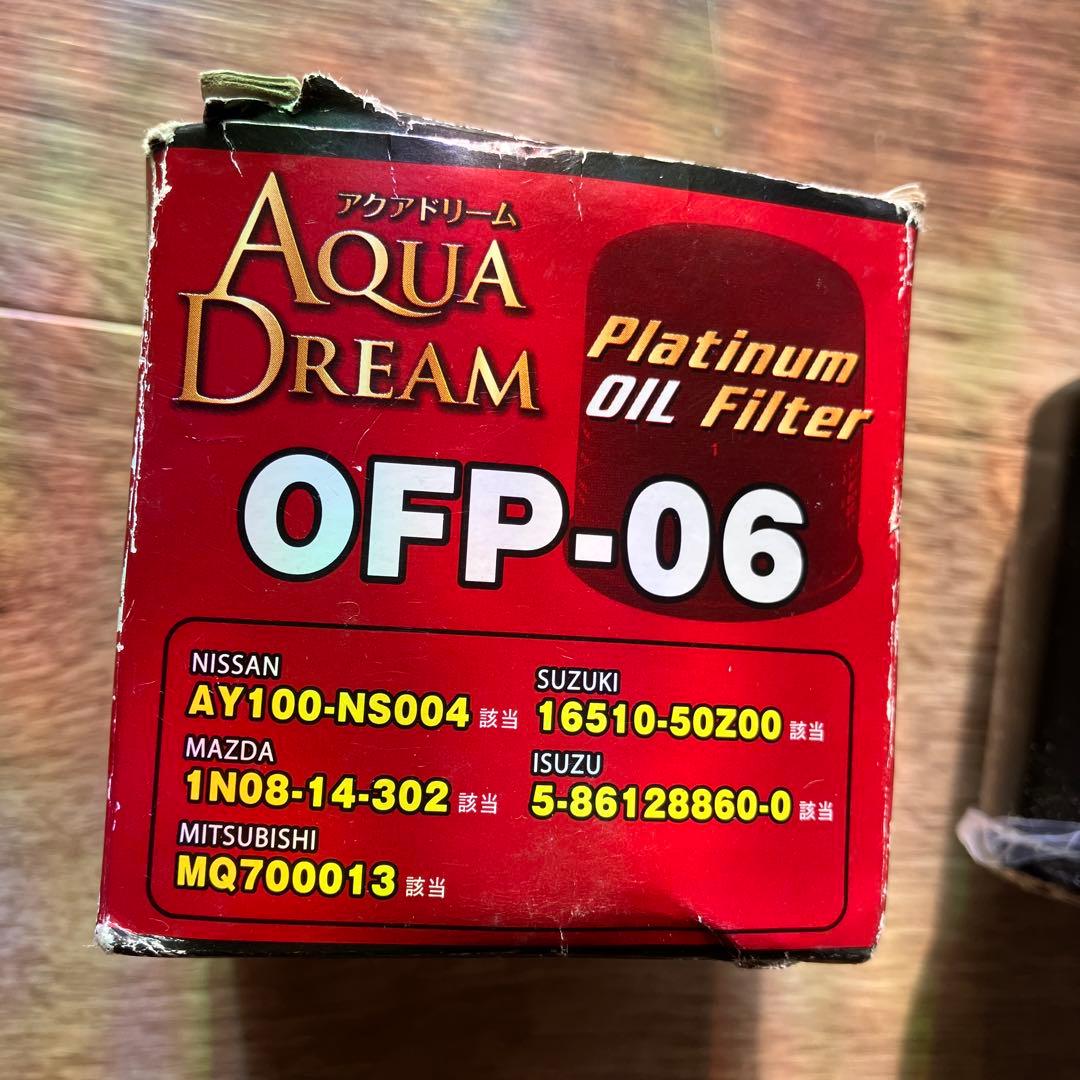 アクアドリーム
AQUA
DREAM
Platinum
OIL Filter
OFP-06
NISSAN
AY100-NS004 該当
MAZDA
1N08-14-302 該当
MITSUBISHI
MQ700013 該当
SUZUKI
16510-50Z00 該当
ISUZU
5-86128860-0 該当